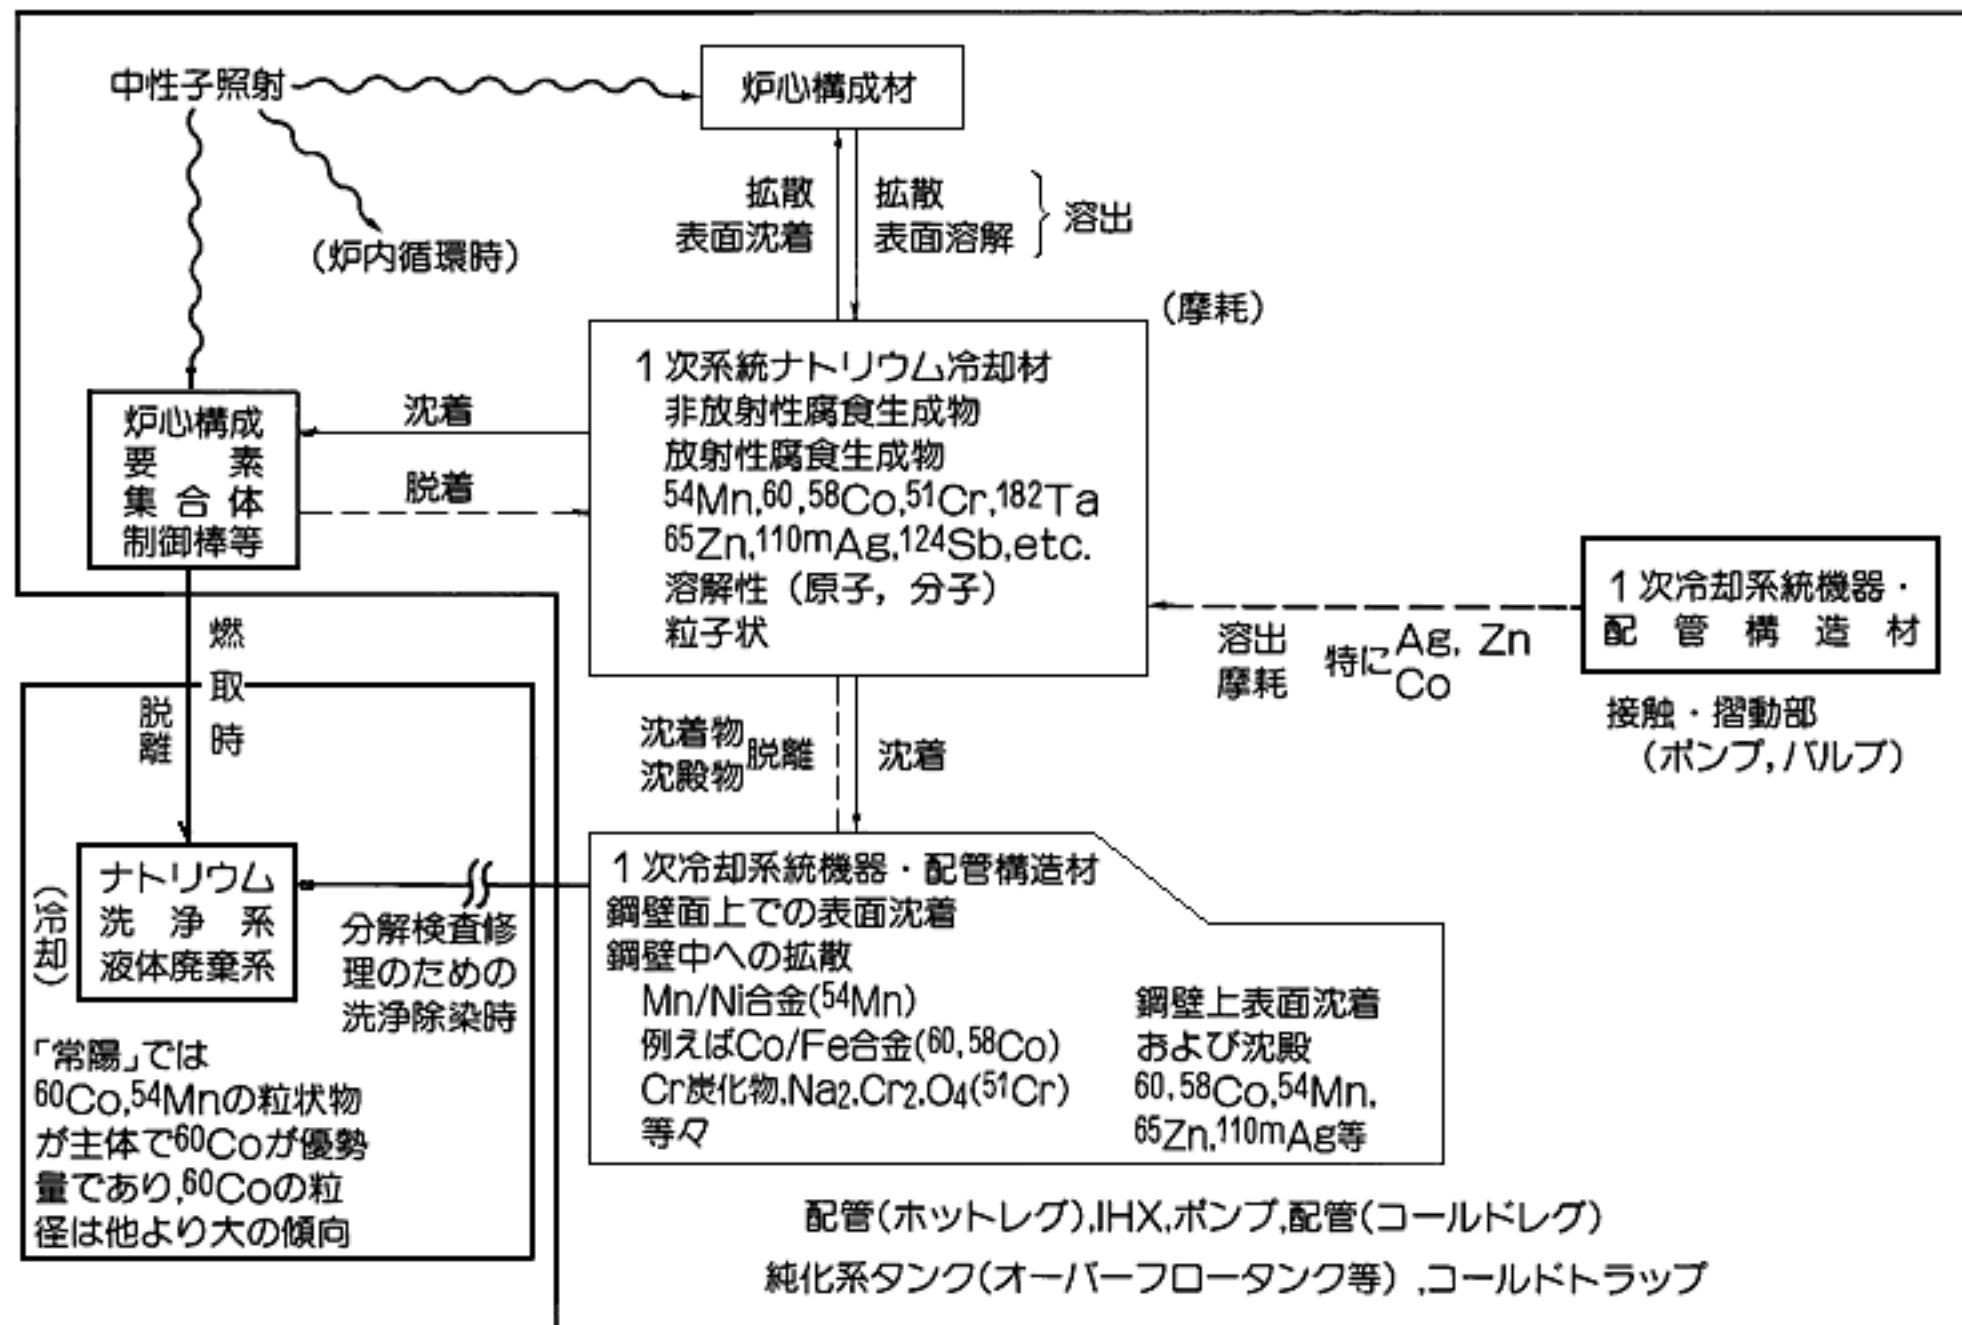 中性子照射
炉心構成材
拡散
表面沈着
拡散
表面溶解
溶出
(炉内循環時)
(摩耗)
1次系統ナトリウム冷却材
非放射性腐食生成物
放射性腐食生成物
54Mn,60,58Co,51Cr,182Ta
65Zn,110mAg,124Sb,etc.
溶解性(原子,分子)
粒子状
炉心構成
要素
集合体
制御棒等
沈着
脱着
1次冷却系統機器・
配管構造材
溶出
摩耗
特にAg, Zn
Co
接触・摺動部
(ポンプ,バルブ)
燃取時
脱離
沈着物
沈殿物
脱離
沈着
ナトリウム
洗浄系
液体廃棄系
(冷却)
分解検査修
理のための
洗浄除染時
1次冷却系統機器・配管構造材
鋼壁面上での表面沈着
鋼壁中への拡散
Mn/Ni合金(54Mn)
例えばCo/Fe合金(60,58Co)
Cr炭化物,Na2,Cr2,O4(51Cr)
等々
鋼壁上表面沈着
および沈殿
60,58Co,54Mn,
65Zn,110mAg等
「常陽」では
60Co,54Mnの粒状物
が主体で60Coが優勢
量であり,60Coの粒
径は他より大の傾向
配管(ホットレグ),IHX,ポンプ,配管(コールドレグ)
純化系タンク(オーバーフロータンク等),コールドトラップ